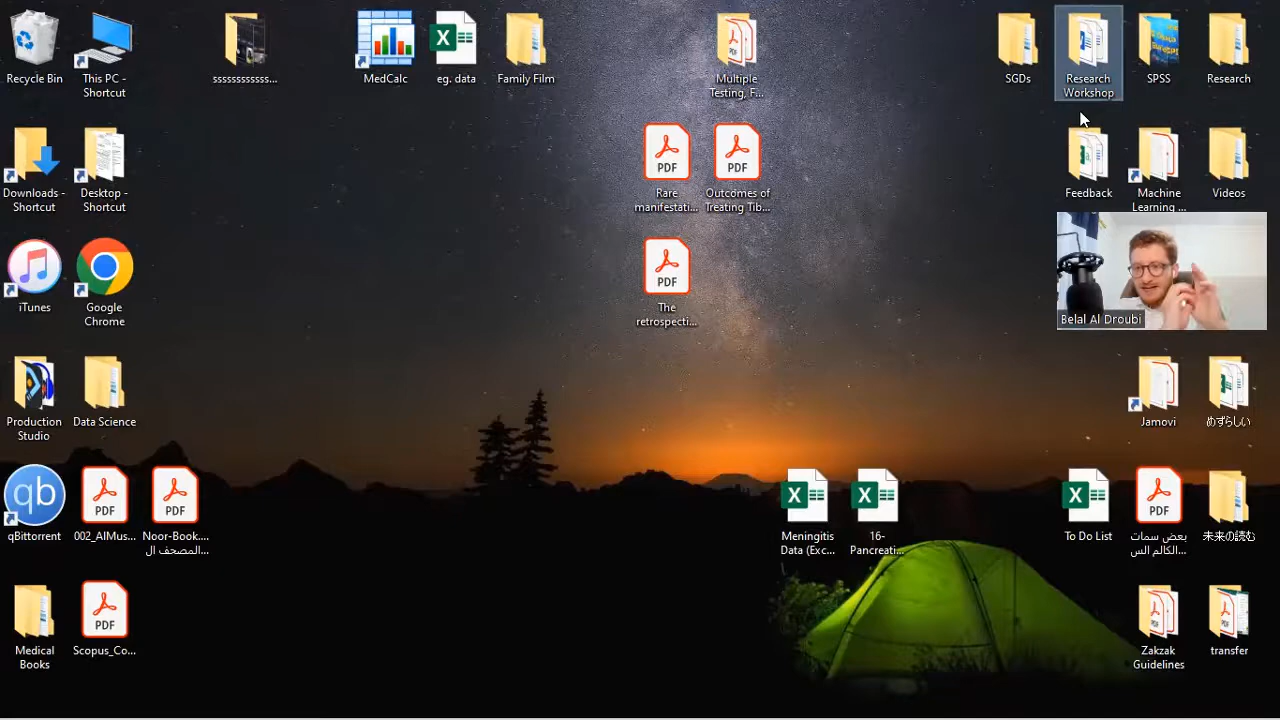 Recycle Bin
This PC -
Shortcut
ssssssssssss...
MedCalc
eg. data
Family Film
Multiple
Testing, F...
SGDs
Research
Workshop
SPSS
Research
Downloads -
Shortcut
Desktop -
Shortcut
PDF
Rare
manifestati...
PDF
Outcomes of
Treating Tib...
Feedback
Machine
Learning ...
Videos
iTunes
Google
Chrome
PDF
The
retrospecti...
Belal Al Droubi
Production
Studio
Data Science
Jamovi
めずらしい
qb
qBittorrent
PDF
002_AlMus...
PDF
Noor-Book....
المصحف ال...
Meningitis
Data (Exc...
16-
Pancreati...
To Do List
PDF
بعض سمات
الكالم الس...
未来の読む
Medical
Books
PDF
Scopus_Co...
Zakzak
Guidelines
transfer